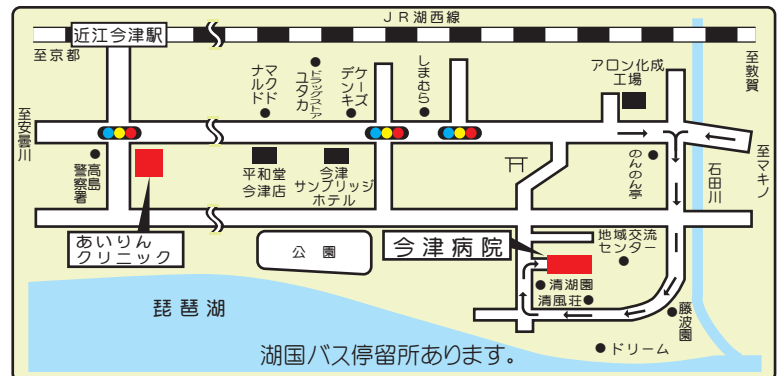 JR湖西線
近江今津駅
至京都
至敦賀
マクド
ナルド
ドラッグストア
ユタカ
ケーズ
デンキ
しまむら
アロン化成
工場
至安曇川
至マキノ
高島
警察署
平和堂
今津店
今津
サンブリッジ
ホテル
のんのん亭
石田川
あいりん
クリニック
公園
今津病院
地域交流
センター
清湖園
清風荘
藤波園
琵琶湖
ドリーム
湖国バス停留所あります。